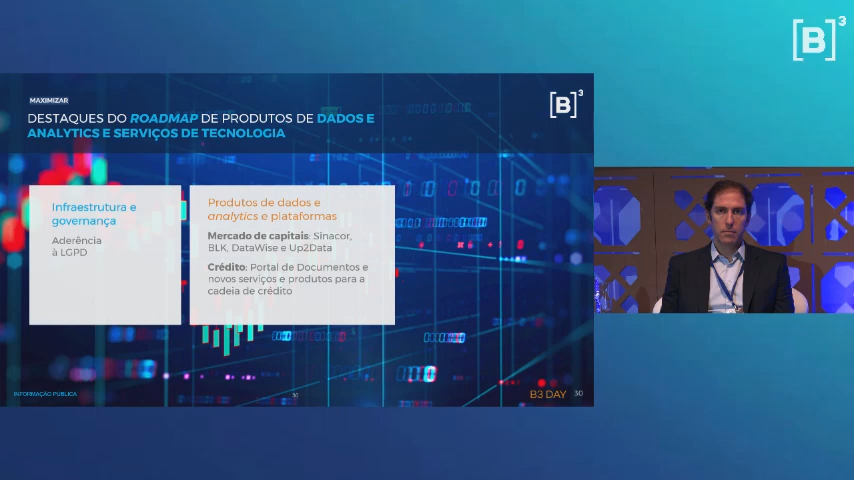 [B]³
MAXIMIZAR
DESTAQUES DO ROADMAP DE PRODUTOS DE DADOS E
ANALYTICS E SERVIÇOS DE TECNOLOGIA
[B]³
Infraestrutura e
governança
Aderência
à LGPD
Produtos de dados e
analytics e plataformas
Mercado de capitais: Sinacor,
BLK, DataWise e Up2Data
Crédito: Portal de Documentos e
novos serviços e produtos para a
cadeia de crédito
INFORMAÇÃO PÚBLICA
30
B3 DAY 30